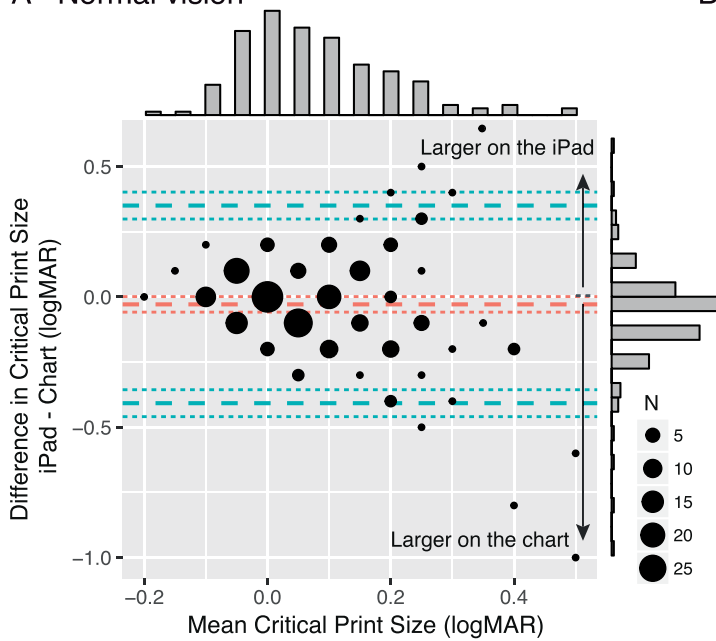 A - Normal vision
Larger on the iPad
0.5
0.0
−0.5
−1.0
Difference in Critical Print Size
iPad - Chart (logMAR)
Larger on the chart
N
5
10
15
20
25
−0.2
0.0
0.2
0.4
Mean Critical Print Size (logMAR)